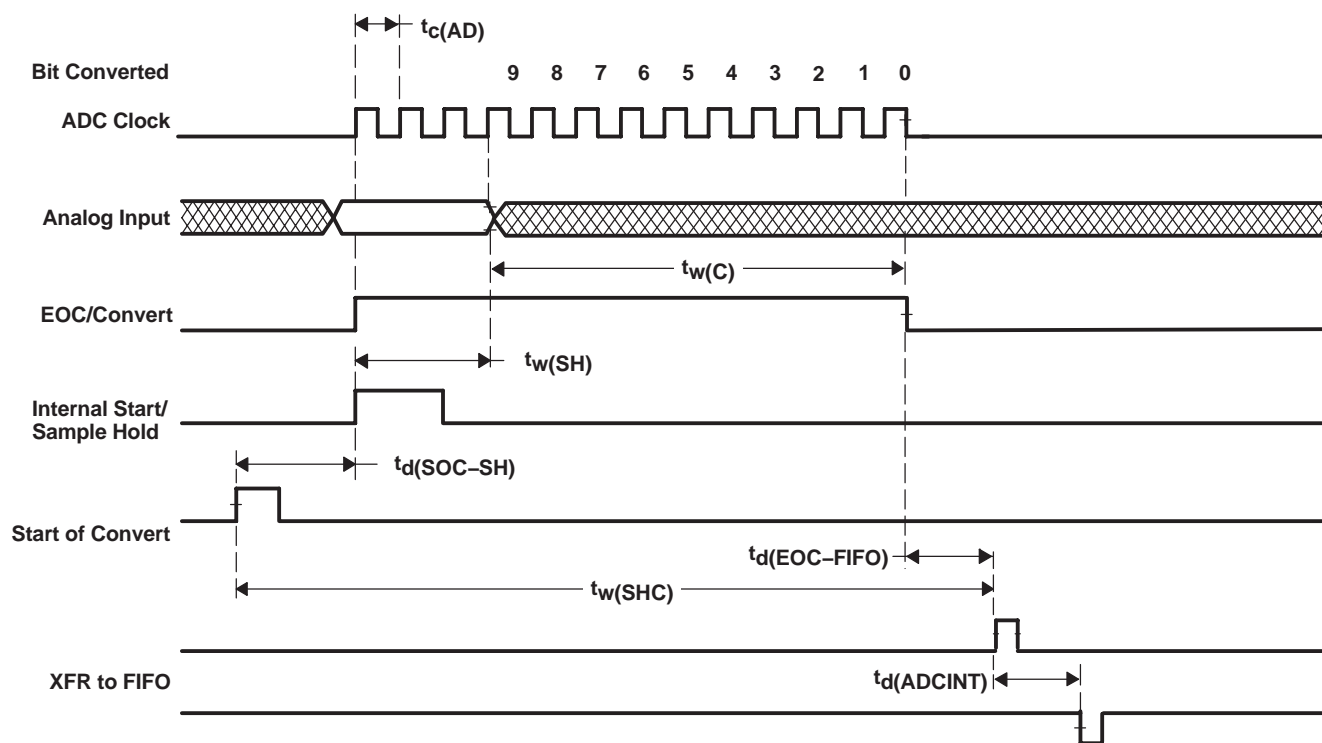 tc(AD)
Bit Converted
9 8 7 6 5 4 3 2 1 0
ADC Clock
Analog Input
tw(C)
EOC/Convert
tw(SH)
Internal Start/
Sample Hold
td(SOC–SH)
Start of Convert
td(EOC–FIFO)
tw(SHC)
XFR to FIFO
td(ADCINT)